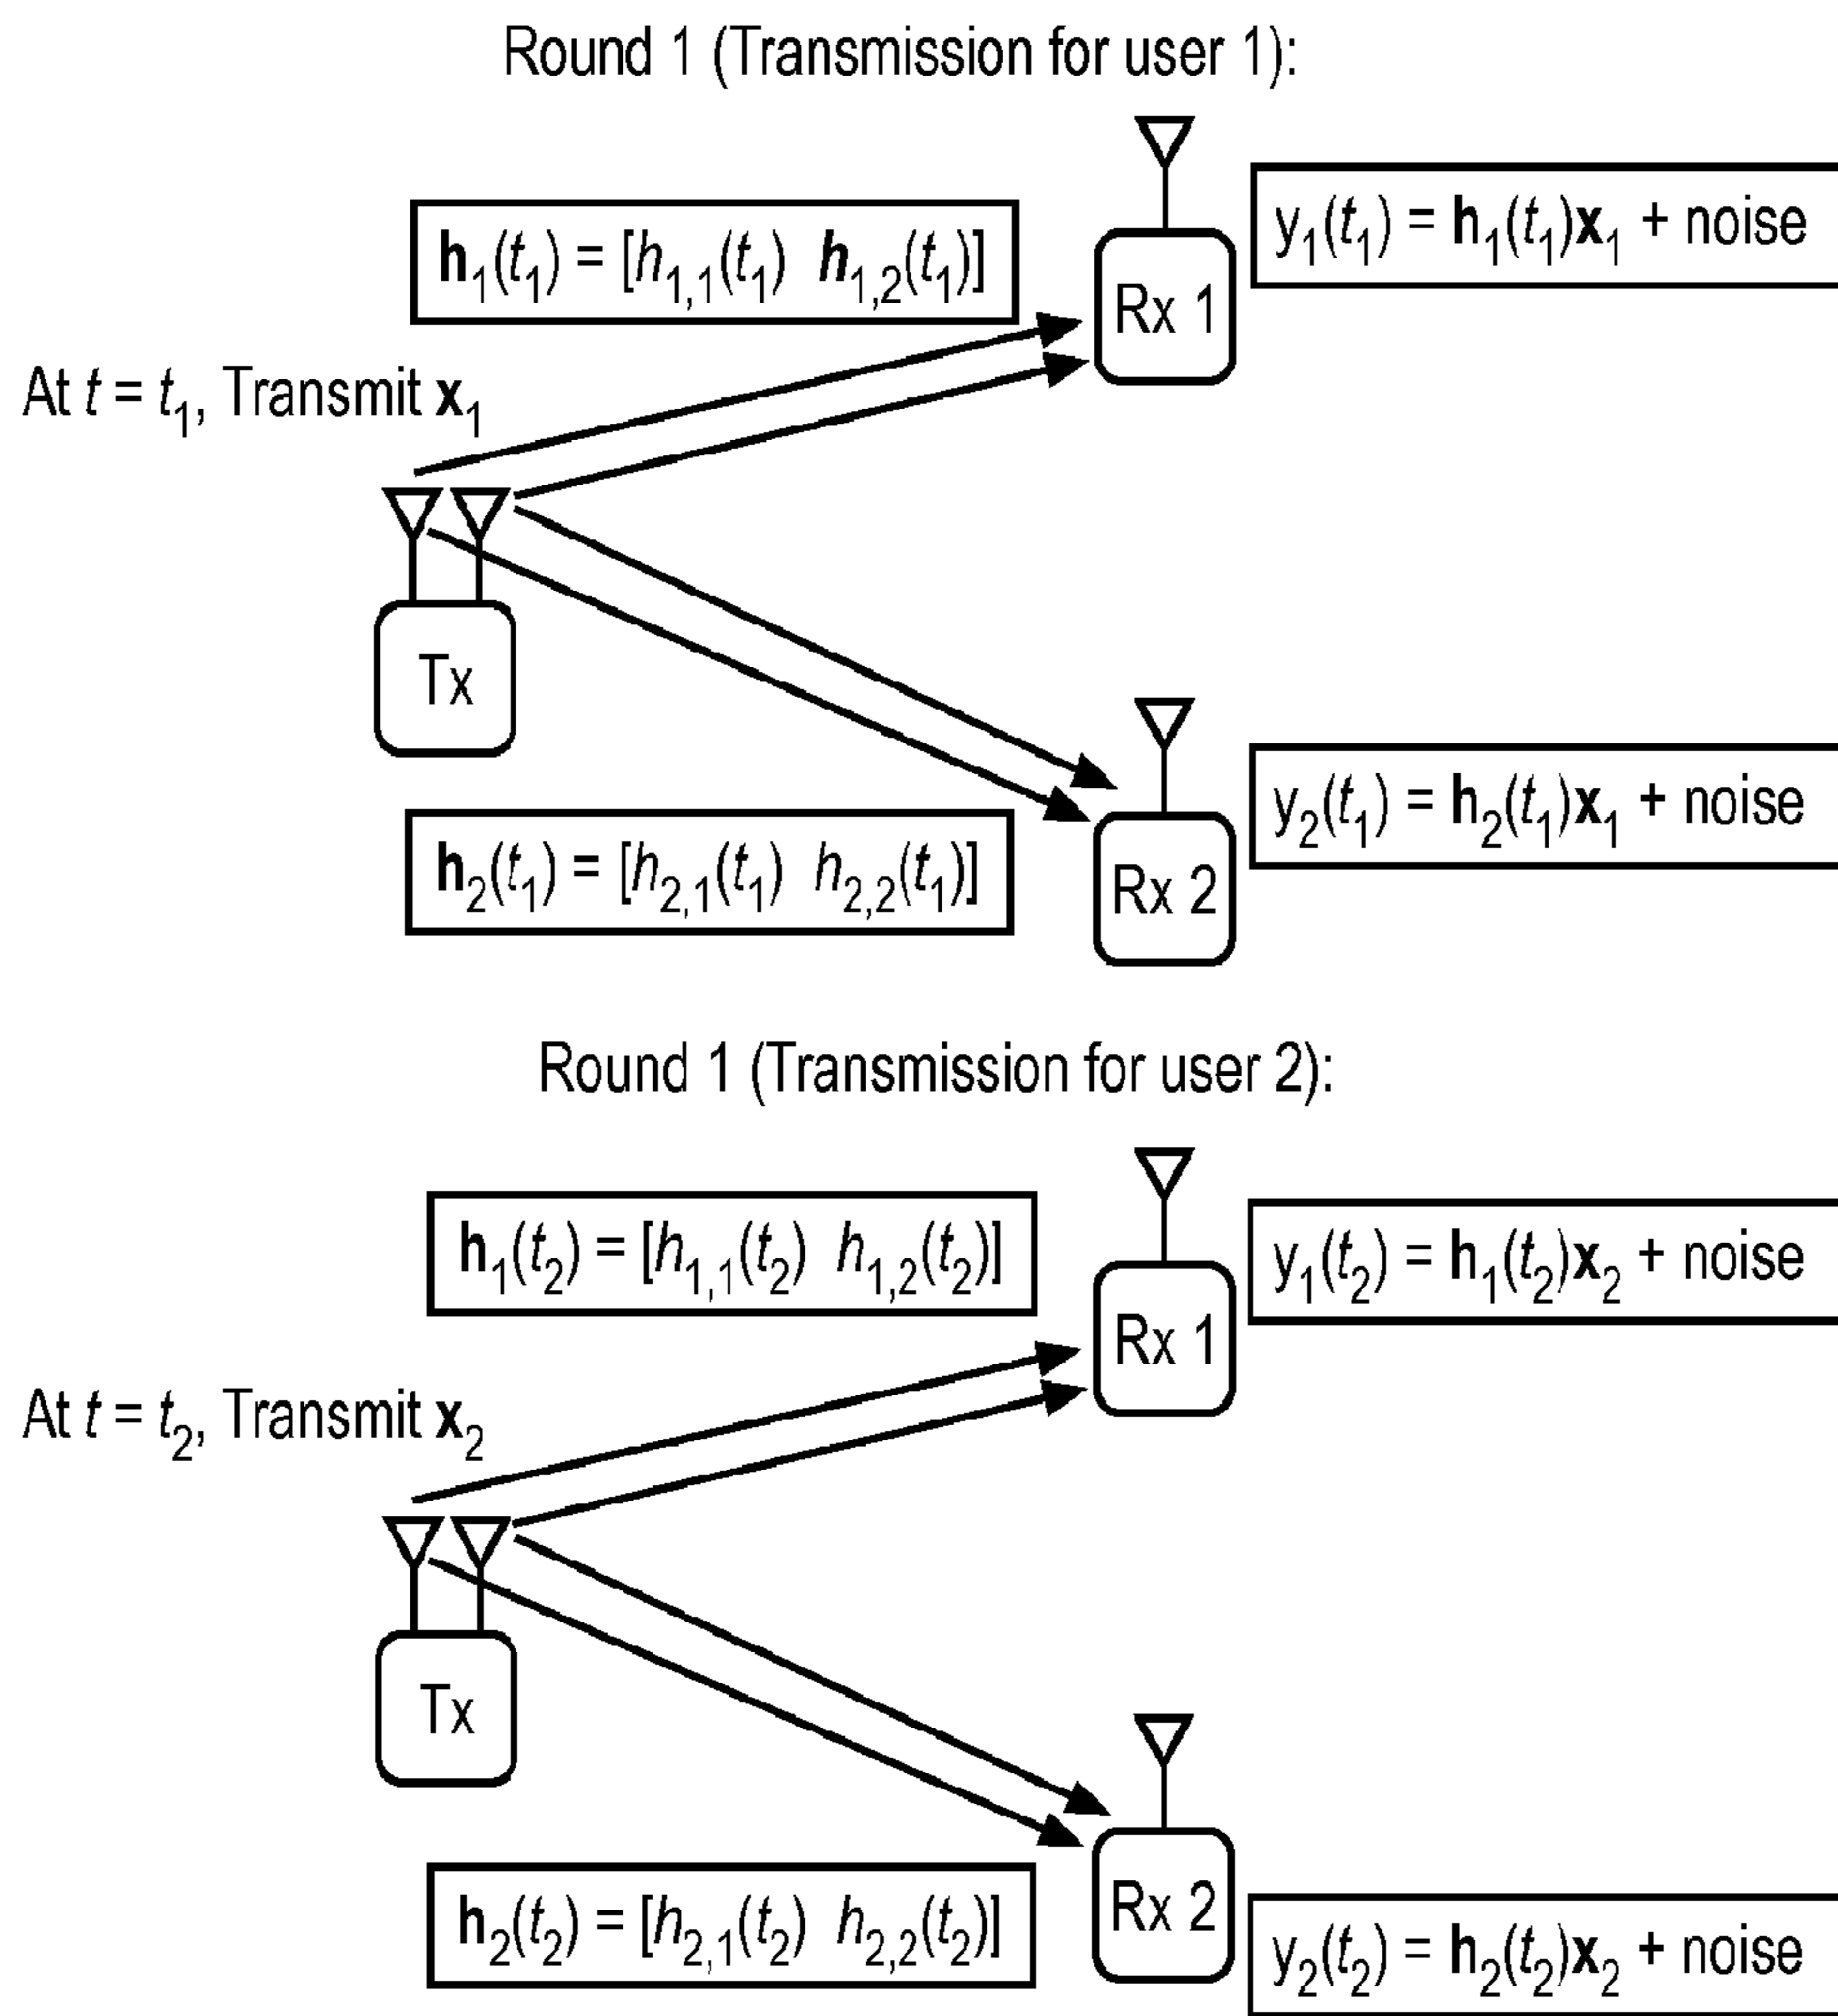 Round 1 (Transmission for user 1):
y₁(t₁) = h₁(t₁)x₁ + noise
h₁(t₁) = [h₁,₁(t₁) h₁,₂(t₁)]
Rx 1
At t = t₁, Transmit x₁
Tx
y₂(t₁) = h₂(t₁)x₁ + noise
h₂(t₁) = [h₂,₁(t₁) h₂,₂(t₁)]
Rx 2
Round 1 (Transmission for user 2):
h₁(t₂) = [h₁,₁(t₂) h₁,₂(t₂)]
y₁(t₂) = h₁(t₂)x₂ + noise
Rx 1
At t = t₂, Transmit x₂
Tx
h₂(t₂) = [h₂,₁(t₂) h₂,₂(t₂)]
Rx 2
y₂(t₂) = h₂(t₂)x₂ + noise